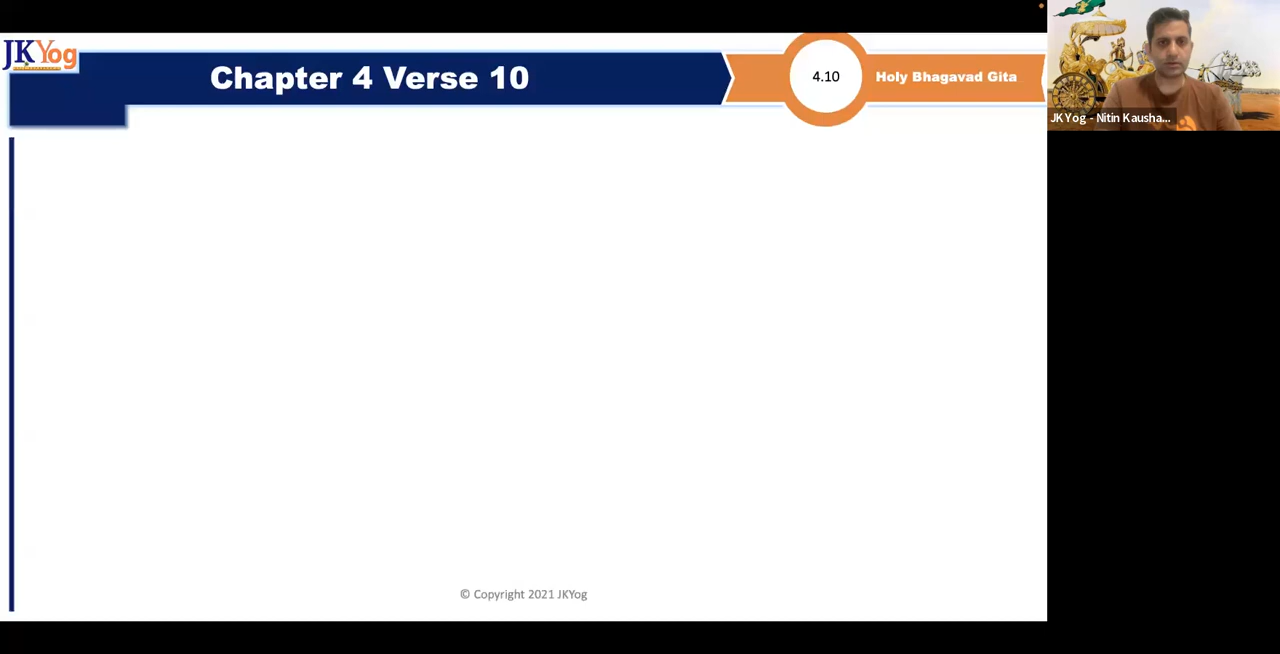 JKYog
Chapter 4 Verse 10
4.10
Holy Bhagavad Gita
JKYog - Nitin Kausha...
© Copyright 2021 JKYog